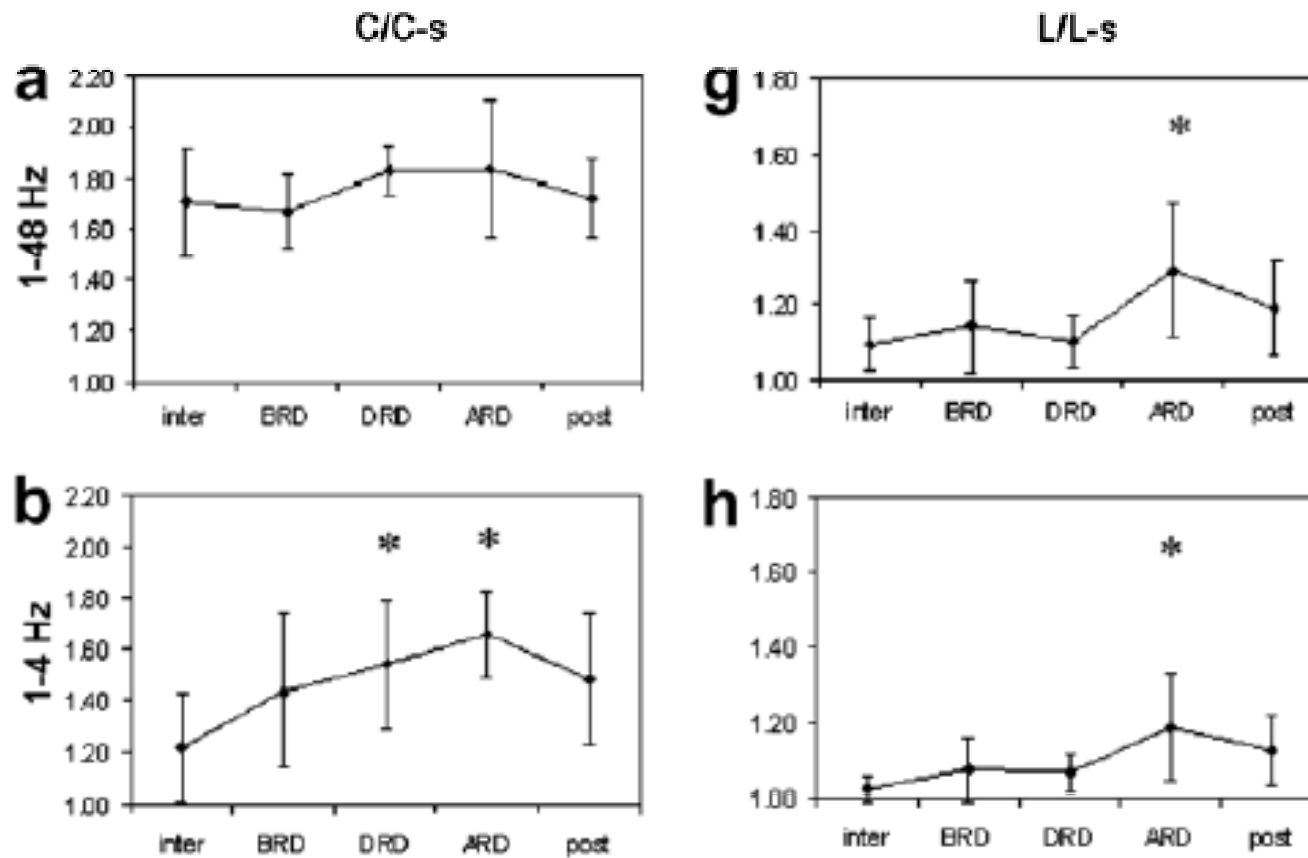 C/C-s
L/L-s
a
1-48 Hz
2.20
2.00
1.80
1.60
1.40
1.20
1.00
inter BRD DRD ARD post
g
1.80
1.60
1.40
1.20
1.00
*
inter BRD DRD ARD post
b
1-4 Hz
2.20
2.00
1.80
1.60
1.40
1.20
1.00
* *
inter BRD DRD ARD post
h
1.80
1.60
1.40
1.20
1.00
*
inter BRD DRD ARD post